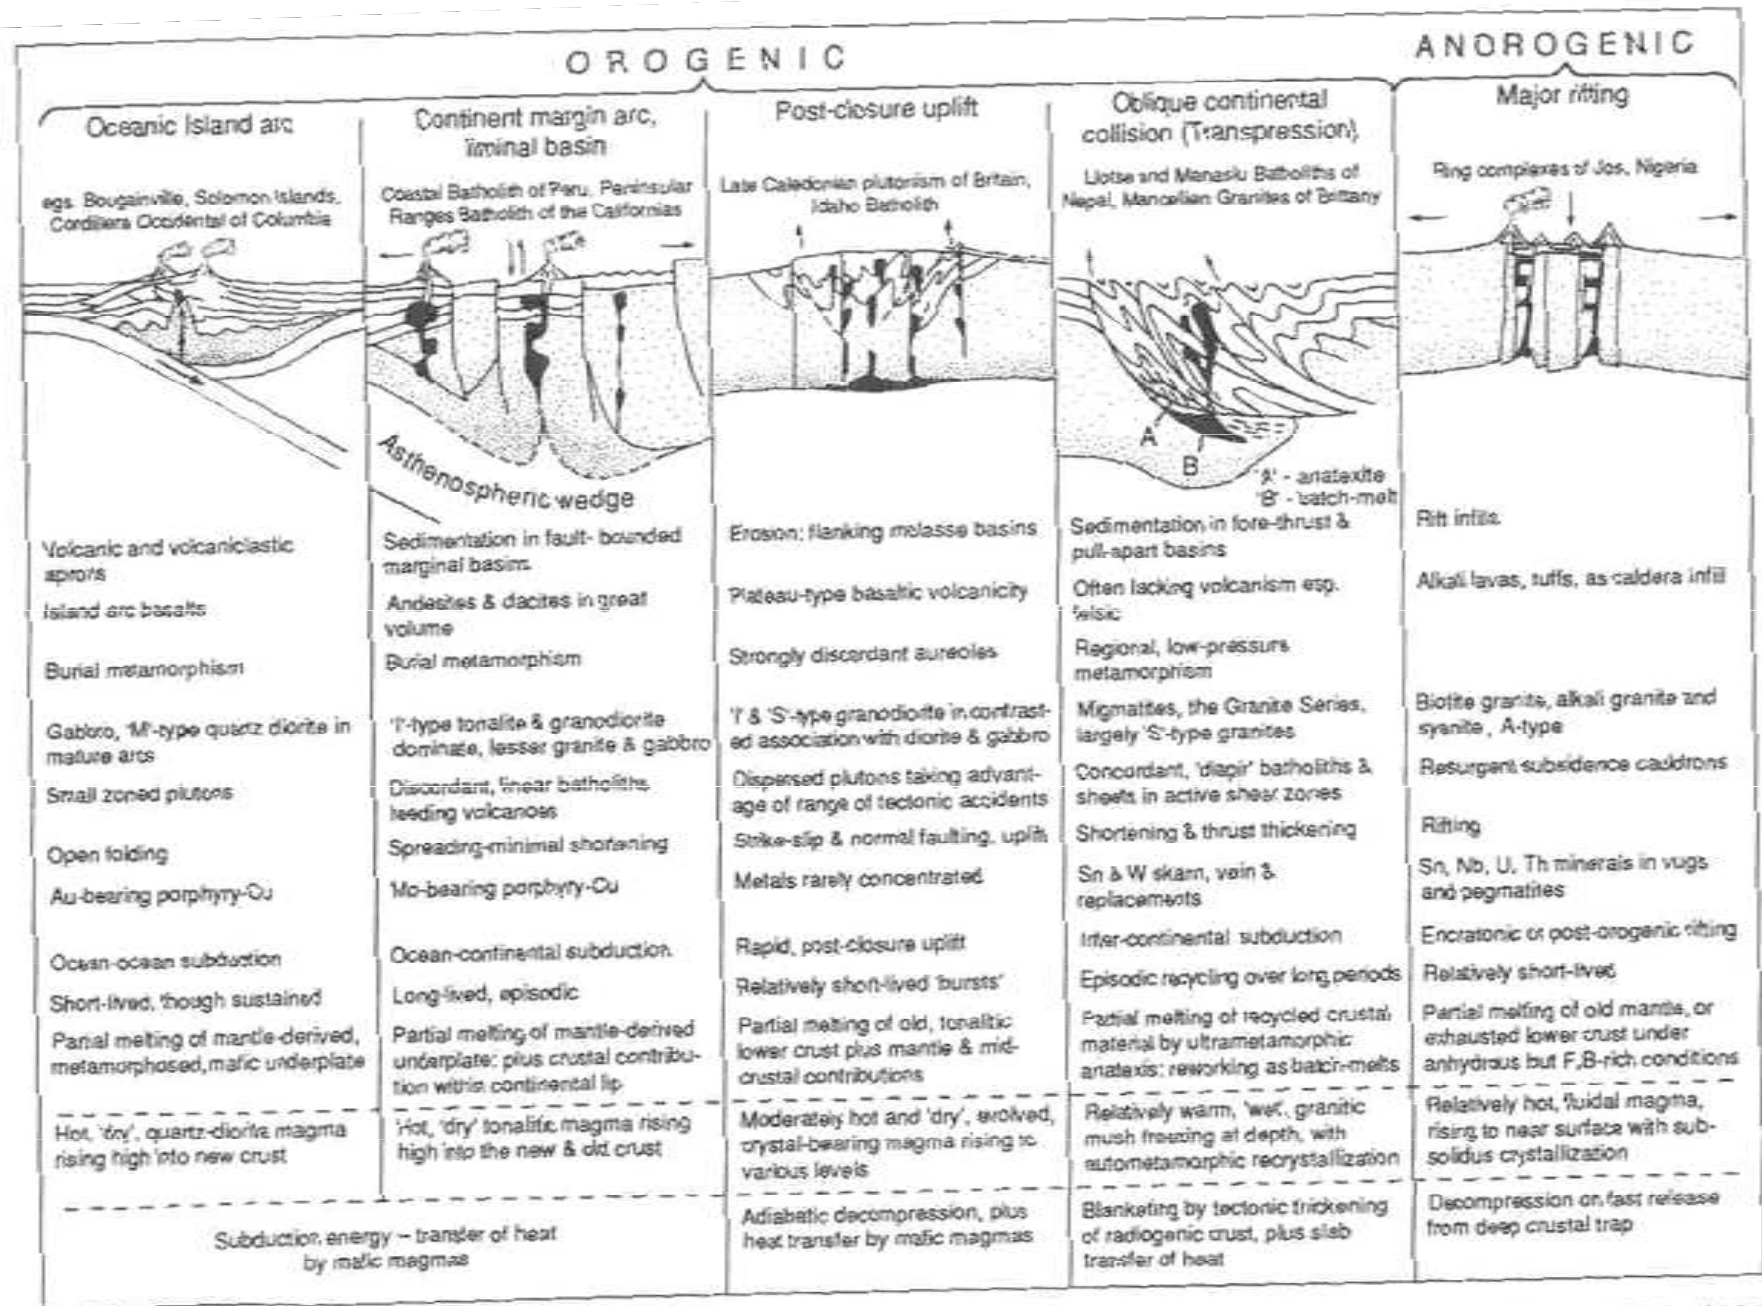 OROGENIC
ANOROGENIC
Oceanic Island arc
egs. Bougainville, Solomon Islands,
Cordillera Occidental of Columbia
Volcanic and volcaniclastic
aprons
Island arc basalts
Burial metamorphism
Gabbro, 'M'-type quartz diorite in
mature arcs
Small zoned plutons
Open folding
Au-bearing porphyry-Cu
Ocean-ocean subduction
Short-lived, though sustained
Partial melting of mantle-derived,
metamorphosed, mafic underplate
Hot, 'dry', quartz-diorite magma
rising high into new crust
Continent margin arc,
liminal basin
Coastal Batholith of Peru, Peninsular
Ranges Batholith of the Californias
Asthenospheric wedge
Sedimentation in fault- bounded
marginal basins
Andesites & dacites in great
volume
Burial metamorphism
'I'-type tonalite & granodiorite
dominate, lesser granite & gabbro
Discordant, linear batholiths
feeding volcanoes
Spreading-minimal shortening
Mo-bearing porphyry-Cu
Ocean-continental subduction
Long-lived, episodic
Partial melting of mantle-derived
underplate: plus crustal contribu-
tion within continental lip
Hot, 'dry' tonalitic magma rising
high into the new & old crust
Subduction energy – transfer of heat
by mafic magmas
Post-closure uplift
Late Caledonian plutonism of Britain,
Idaho Batholith
Erosion: flanking molasse basins
Plateau-type basaltic volcanicity
Strongly discordant aureoles
'I' & 'S'-type granodiorite in contrast-
ed association with diorite & gabbro
Dispersed plutons taking advant-
age of range of tectonic accidents
Strike-slip & normal faulting, uplift
Metals rarely concentrated
Rapid, post-closure uplift
Relatively short-lived 'bursts'
Partial melting of old, tonalitic
lower crust plus mantle & mid-
crustal contributions
Moderately hot and 'dry', evolved,
crystal-bearing magma rising to
various levels
Adiabatic decompression, plus
heat transfer by mafic magmas
Oblique continental
collision (Transpression)
Lhotse and Manaslu Batholiths of
Nepal, Mancellian Granites of Brittany
A
B
'A' - anatexite
'B' - batch-melt
Sedimentation in fore-thrust &
pull-apart basins
Often lacking volcanism esp.
felsic
Regional, low-pressure
metamorphism
Migmatites, the Granite Series,
largely 'S'-type granites
Concordant, 'diapir' batholiths &
sheets in active shear zones
Shortening & thrust thickening
Sn & W skarn, vein &
replacements
Inter-continental subduction
Episodic recycling over long periods
Partial melting of recycled crustal
material by ultrametamorphic
anatexis: reworking as batch-melts
Relatively warm, 'wet', granitic
mush freezing at depth, with
autometamorphic recrystallization
Blanketing by tectonic thickening
of radiogenic crust, plus slab
transfer of heat
Major rifting
Ring complexes of Jos, Nigeria
Rift infills
Alkali lavas, tuffs, as caldera infill
Biotite granite, alkali granite and
syanite, A-type
Resurgent subsidence cauldrons
Rifting
Sn, Nb, U, Th minerals in vugs
and pegmatites
Encratonic or post-orogenic rifting
Relatively short-lived
Partial melting of old mantle, or
exhausted lower crust under
anhydrous but F,B-rich conditions
Relatively hot, fluidal magma,
rising to near surface with sub-
solidus crystallization
Decompression on fast release
from deep crustal trap